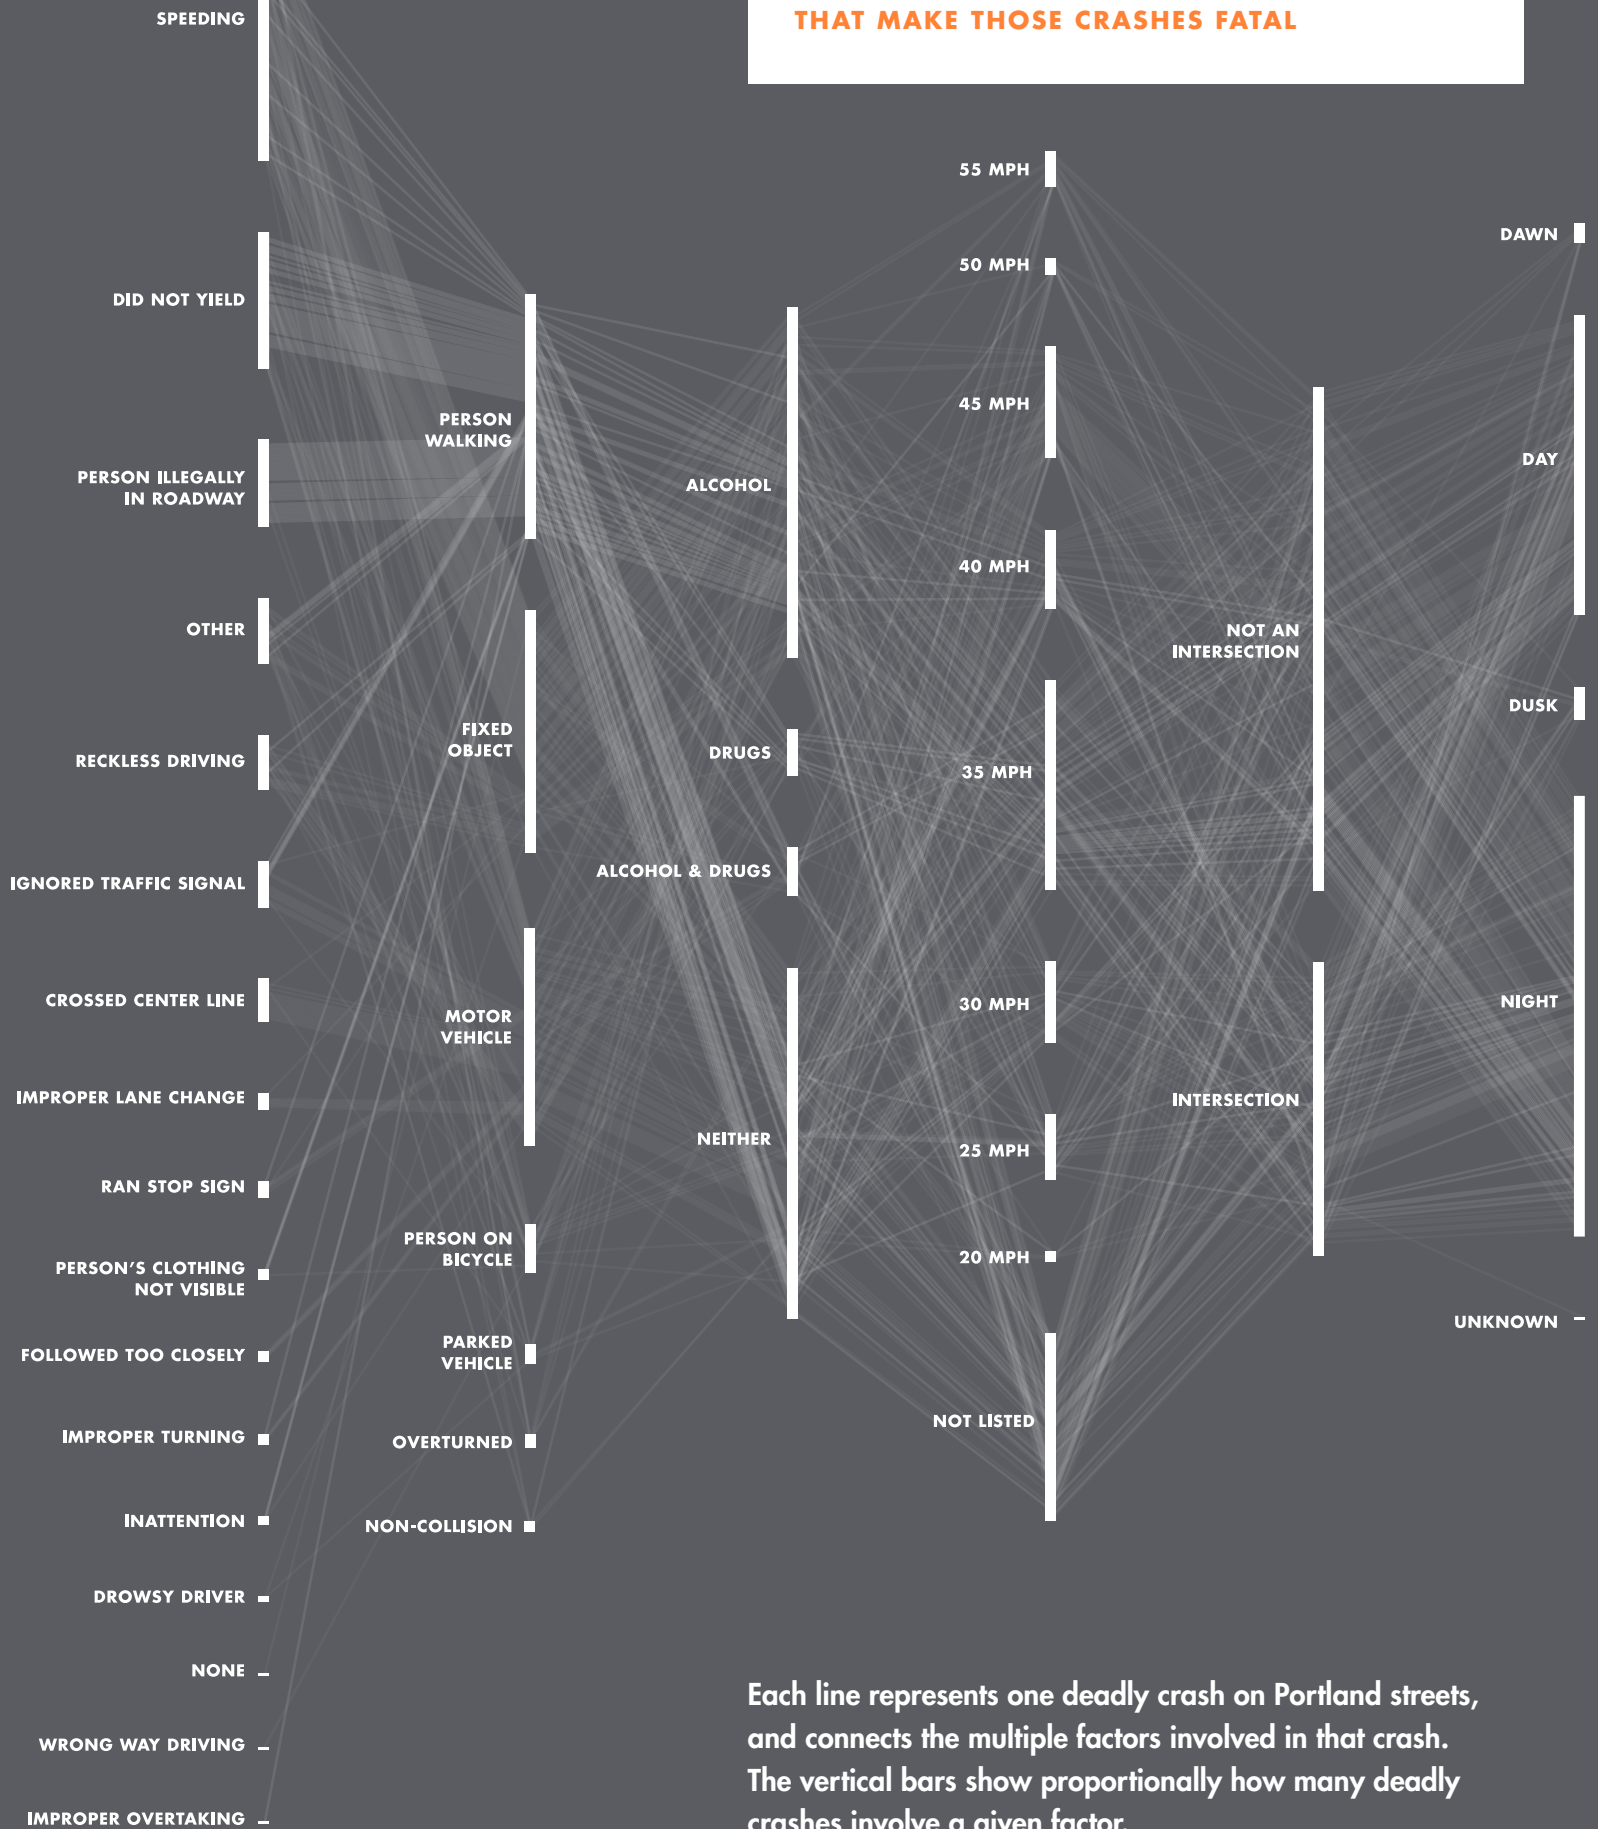 THAT MAKE THOSE CRASHES FATAL
SPEEDING
DID NOT YIELD
PERSON ILLEGALLY
IN ROADWAY
OTHER
RECKLESS DRIVING
IGNORED TRAFFIC SIGNAL
CROSSED CENTER LINE
IMPROPER LANE CHANGE
RAN STOP SIGN
PERSON'S CLOTHING
NOT VISIBLE
FOLLOWED TOO CLOSELY
IMPROPER TURNING
INATTENTION
DROWSY DRIVER
NONE
WRONG WAY DRIVING
IMPROPER OVERTAKING
PERSON
WALKING
FIXED
OBJECT
MOTOR
VEHICLE
PERSON ON
BICYCLE
PARKED
VEHICLE
OVERTURNED
NON-COLLISION
ALCOHOL
DRUGS
ALCOHOL & DRUGS
NEITHER
55 MPH
50 MPH
45 MPH
40 MPH
35 MPH
30 MPH
25 MPH
20 MPH
NOT LISTED
NOT AN
INTERSECTION
INTERSECTION
DAWN
DAY
DUSK
NIGHT
UNKNOWN
Each line represents one deadly crash on Portland streets,
and connects the multiple factors involved in that crash.
The vertical bars show proportionally how many deadly
crashes involve a given factor.